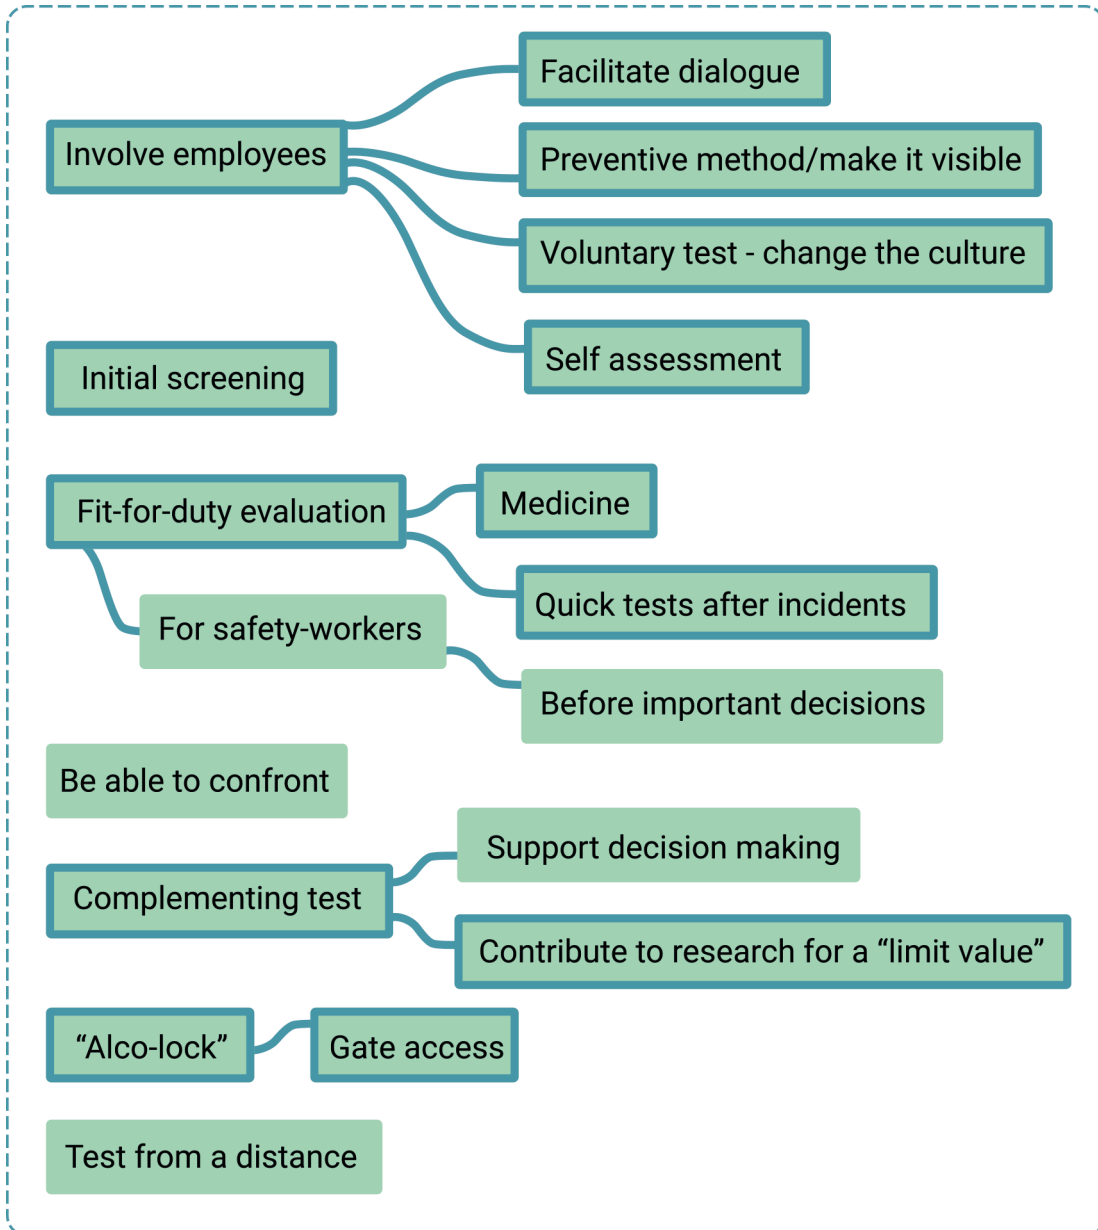 Facilitate dialogue
Involve employees
Preventive method/make it visible
Voluntary test - change the culture
Self assessment
Initial screening
Medicine
Fit-for-duty evaluation
Quick tests after incidents
For safety-workers
Before important decisions
Be able to confront
Support decision making
Complementing test
Contribute to research for a “limit value”
“Alco-lock”
Gate access
Test from a distance